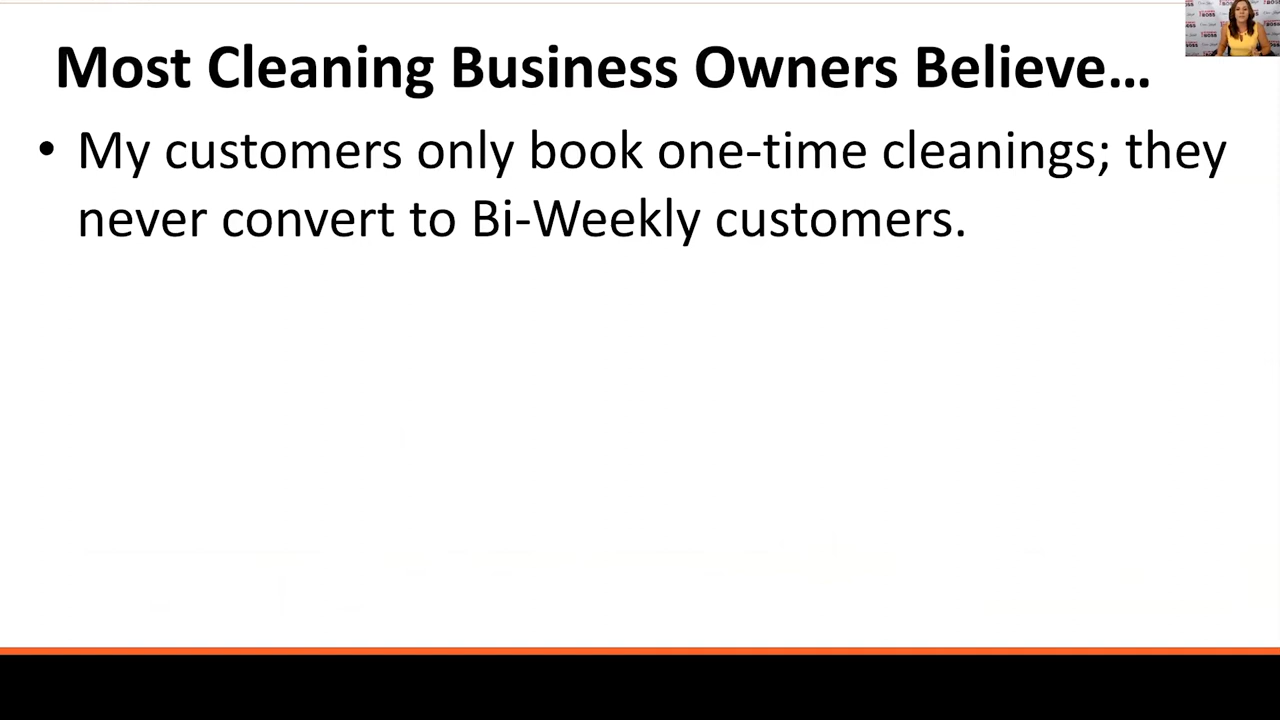 Most Cleaning Business Owners Believe…
• My customers only book one-time cleanings; they
never convert to Bi-Weekly customers.
BOSS